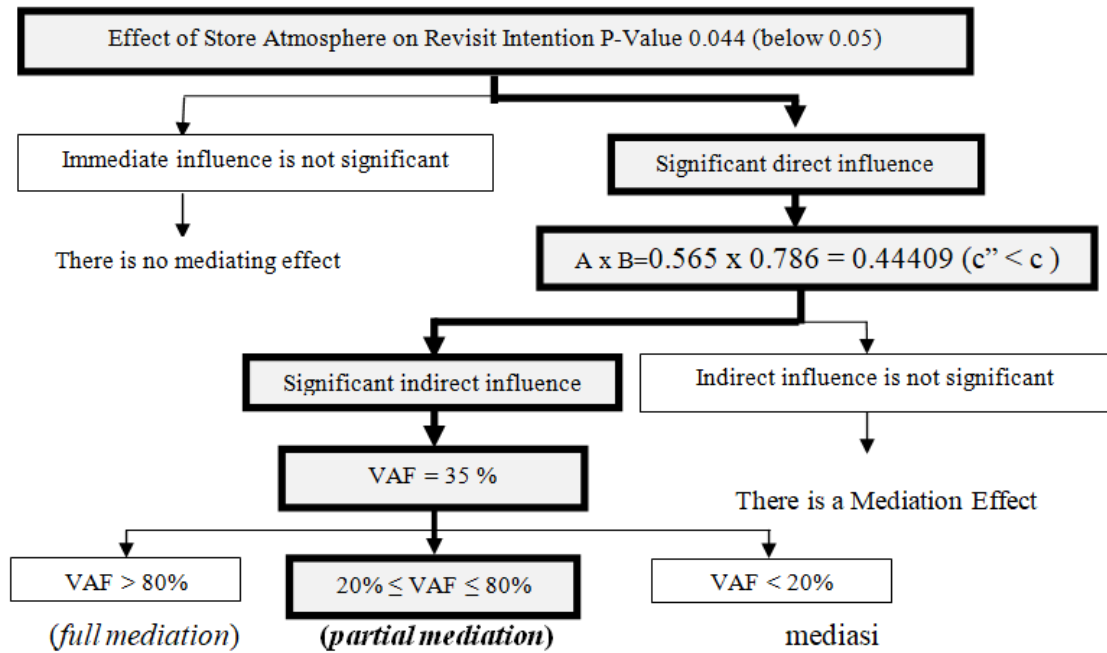 Effect of Store Atmosphere on Revisit Intention P-Value 0.044 (below 0.05)
Immediate influence is not significant
Significant direct influence
There is no mediating effect
A x B=0.565 x 0.786 = 0.44409 (c” < c )
Significant indirect influence
Indirect influence is not significant
VAF = 35 %
There is a Mediation Effect
VAF > 80%
20% ≤ VAF ≤ 80%
VAF < 20%
(full mediation)
(partial mediation)
mediasi